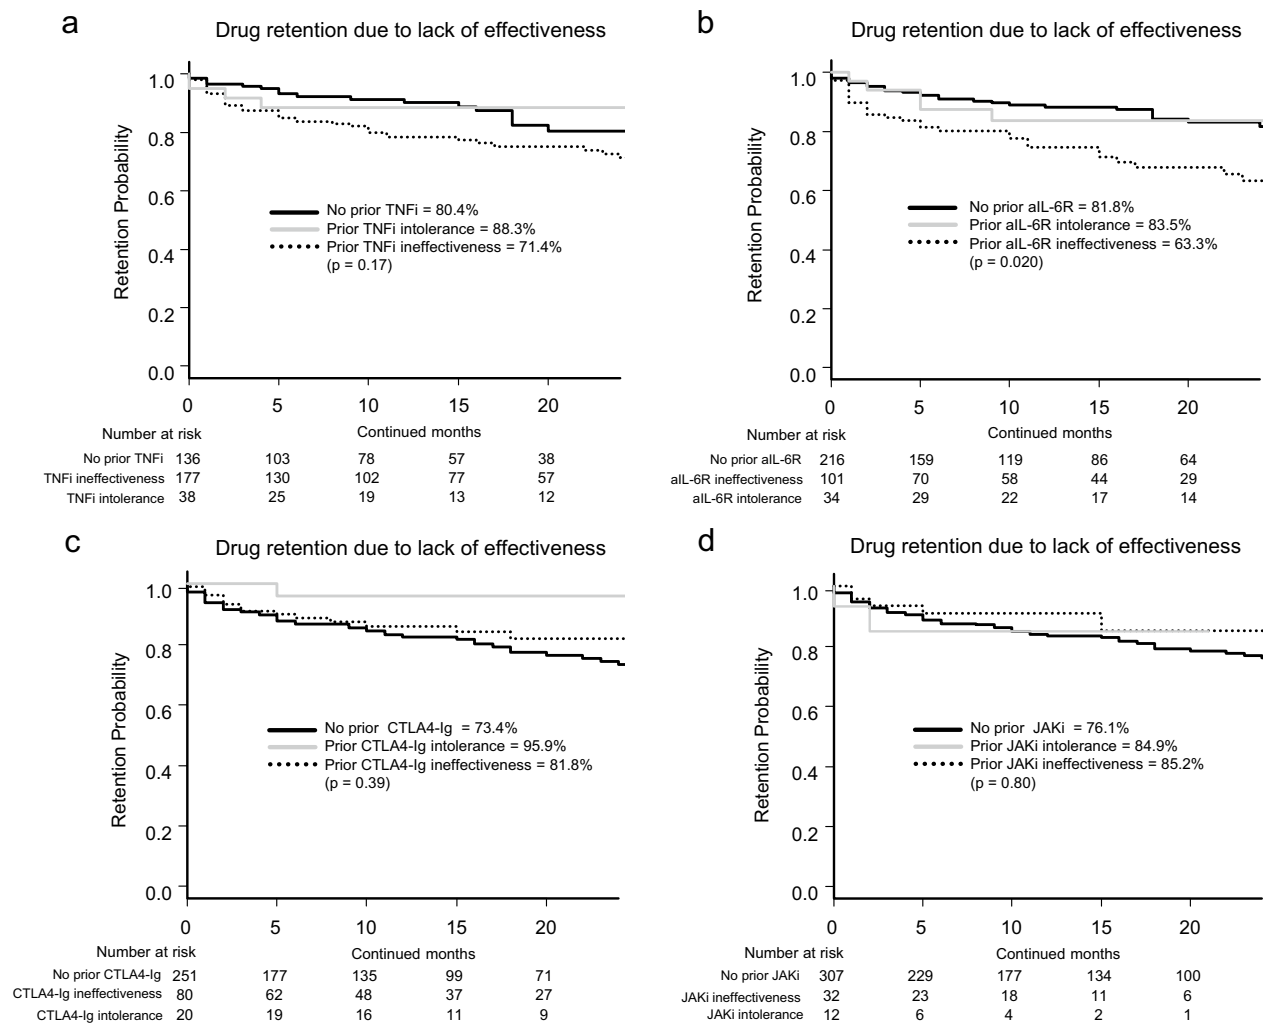 a
Drug retention due to lack of effectiveness
Retention Probability
1.0
0.8
0.6
0.4
0.2
0.0
No prior TNFi = 80.4%
Prior TNFi intolerance = 88.3%
Prior TNFi ineffectiveness = 71.4%
(p = 0.17)
0 5 10 15 20
Number at risk Continued months
No prior TNFi 136 103 78 57 38
TNFi ineffectiveness 177 130 102 77 57
TNFi intolerance 38 25 19 13 12
b
Drug retention due to lack of effectiveness
Retention Probability
1.0
0.8
0.6
0.4
0.2
0.0
No prior aIL-6R = 81.8%
Prior aIL-6R intolerance = 83.5%
Prior aIL-6R ineffectiveness = 63.3%
(p = 0.020)
0 5 10 15 20
Number at risk Continued months
No prior aIL-6R 216 159 119 86 64
aIL-6R ineffectiveness 101 70 58 44 29
aIL-6R intolerance 34 29 22 17 14
c
Drug retention due to lack of effectiveness
Retention Probability
1.0
0.8
0.6
0.4
0.2
0.0
No prior CTLA4-Ig = 73.4%
Prior CTLA4-Ig intolerance = 95.9%
Prior CTLA4-Ig ineffectiveness = 81.8%
(p = 0.39)
0 5 10 15 20
Number at risk Continued months
No prior CTLA4-Ig 251 177 135 99 71
CTLA4-Ig ineffectiveness 80 62 48 37 27
CTLA4-Ig intolerance 20 19 16 11 9
d
Drug retention due to lack of effectiveness
Retention Probability
1.0
0.8
0.6
0.4
0.2
0.0
No prior JAKi = 76.1%
Prior JAKi intolerance = 84.9%
Prior JAKi ineffectiveness = 85.2%
(p = 0.80)
0 5 10 15 20
Number at risk Continued months
No prior JAKi 307 229 177 134 100
JAKi ineffectiveness 32 23 18 11 6
JAKi intolerance 12 6 4 2 1